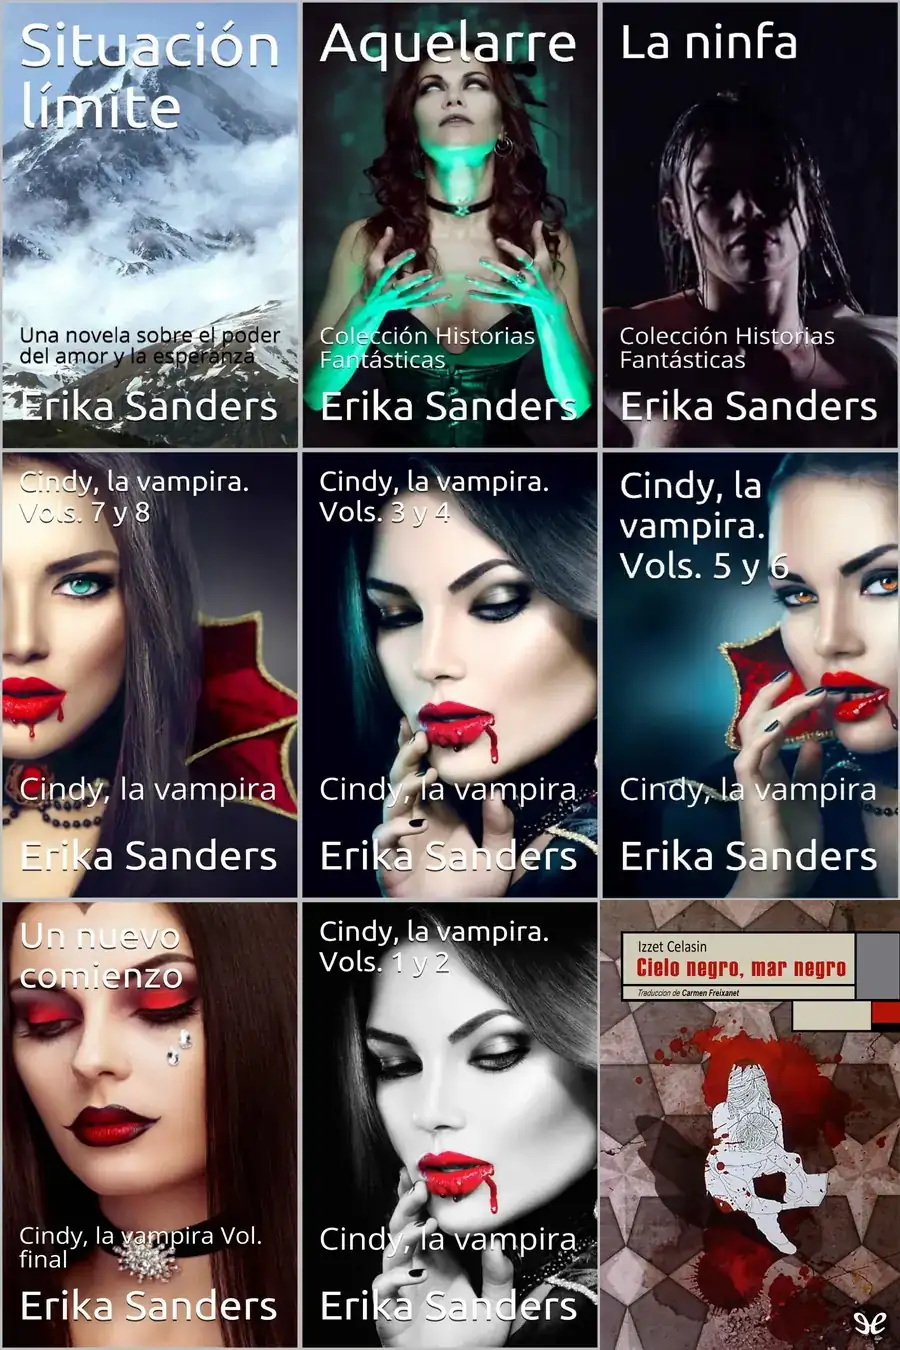 Situación
límite
Una novela sobre el poder
del amor y la esperanza
Erika Sanders
Aquelarre
Colección Historias
Fantásticas
Erika Sanders
La ninfa
Colección Historias
Fantásticas
Erika Sanders
Cindy, la vampira.
Vols. 7 y 8
Cindy, la vampira
Erika Sanders
Cindy, la vampira.
Vols. 3 y 4
Cindy, la vampira
Erika Sanders
Cindy, la
vampira.
Vols. 5 y 6
Cindy, la vampira
Erika Sanders
Un nuevo
comienzo
Cindy, la vampira Vol.
final
Erika Sanders
Cindy, la vampira.
Vols. 1 y 2
Cindy, la vampira
Erika Sanders
Izzet Celasin
Cielo negro, mar negro
Traduccion de Carmen Freixanet